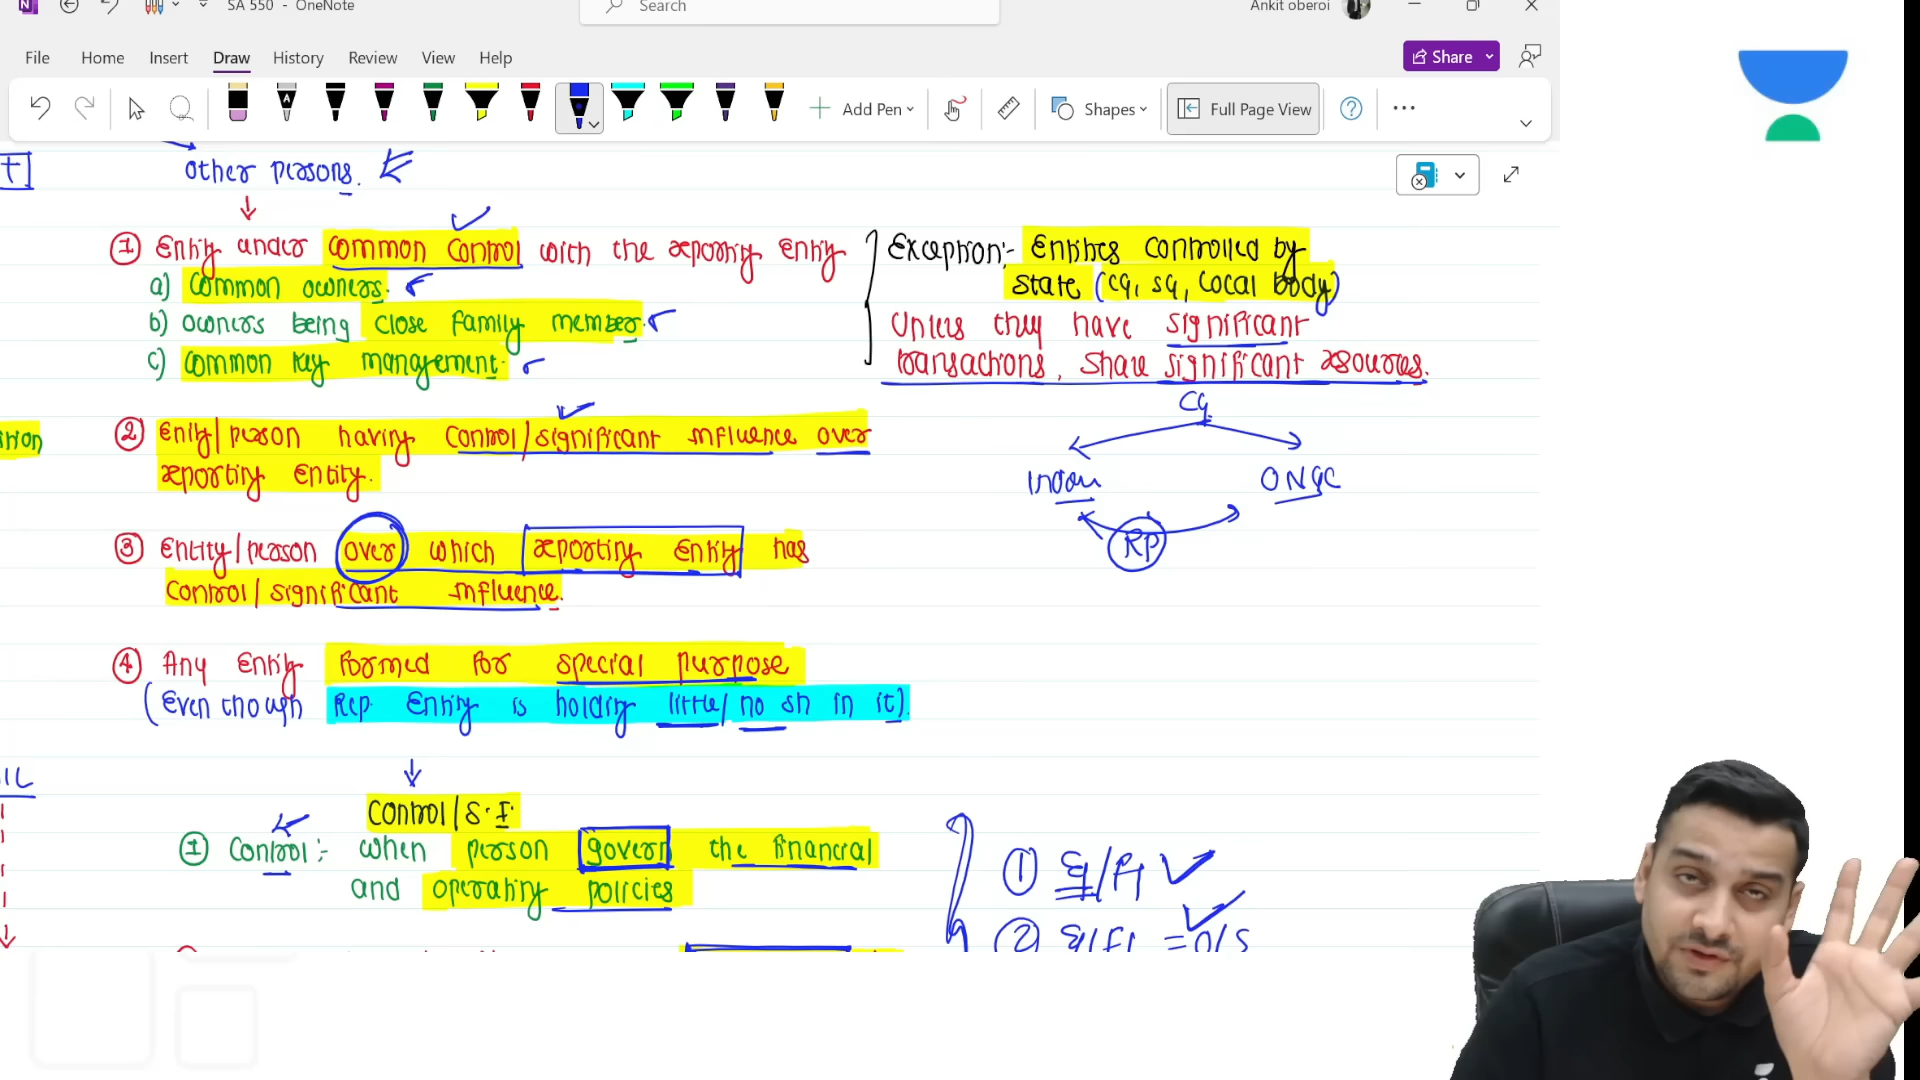 SA 550 - OneNote
Search
Ankit oberoi
File Home Insert Draw History Review View Help
Share
Add Pen
Shapes
Full Page View
other persons.
① Entity under common control with the reporting Entity
a) common owners.
b) owners being close family member.
c) common key management.
Exception:- Entities controlled by
state (CG, SG, Local body)
Unless they have significant
transactions, share significant resources.
② Entity/person having control/significant influence over
reporting Entity.
CG
ONGC
RP
③ Entity/person over which reporting Entity has
control/significant influence.
④ Any Entity formed for special purpose
(Even though Rep. Entity is holding little/no sh in it).
Control/S.I.
① Control:- when person govern the financial
and operating policies
①
②